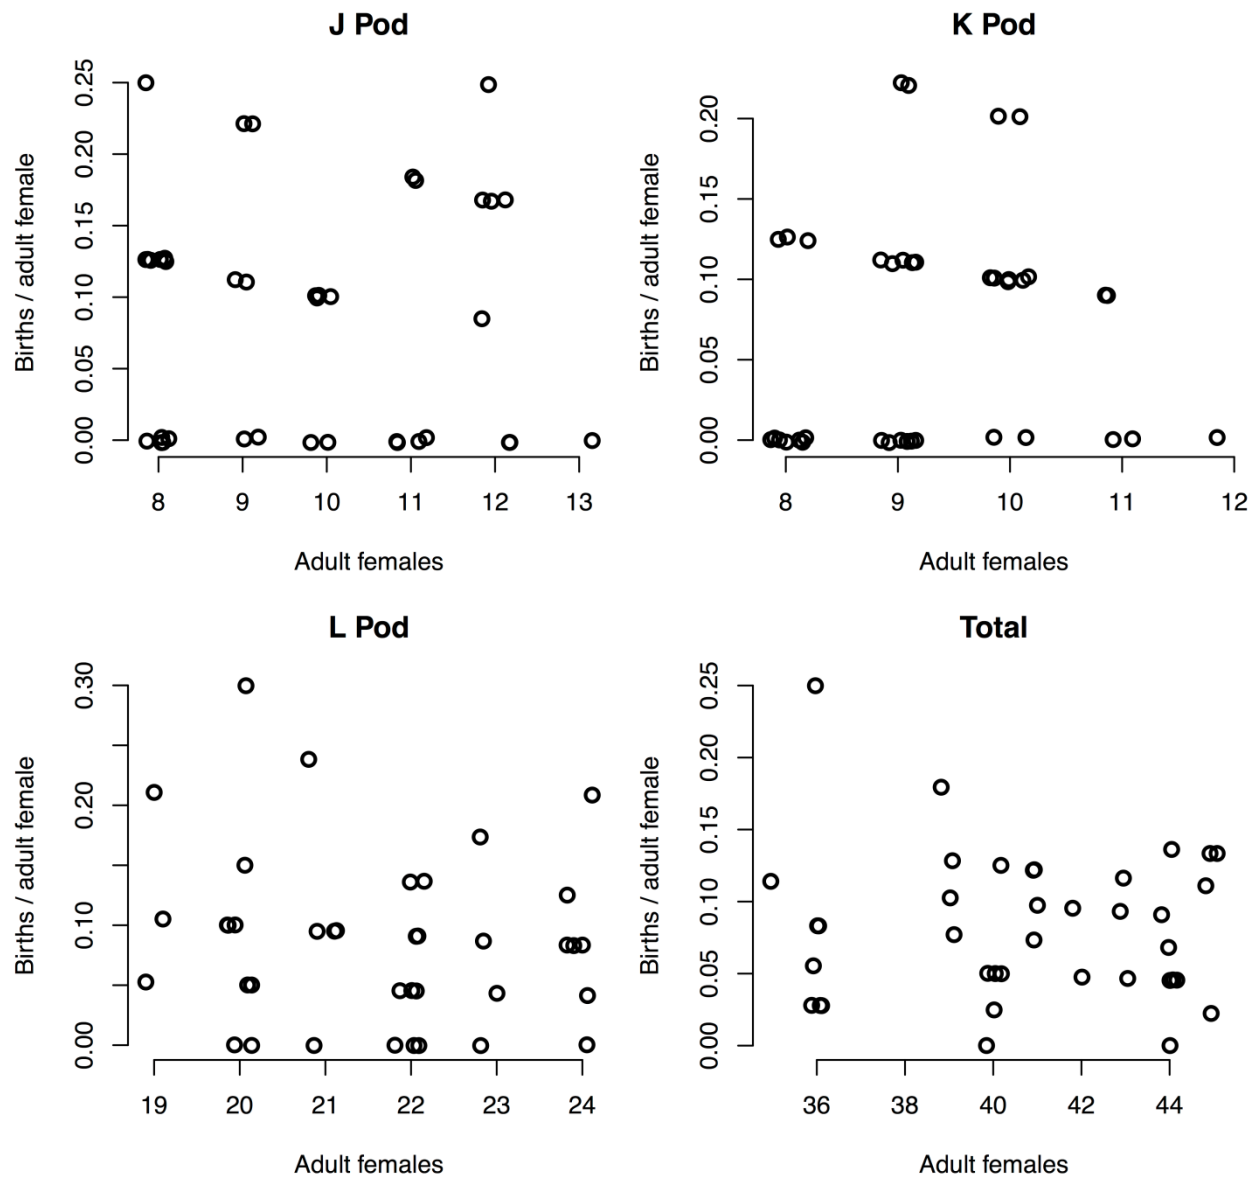 J Pod
Births / adult female
0.25
0.20
0.15
0.10
0.05
0.00
8 9 10 11 12 13
Adult females
K Pod
Births / adult female
0.20
0.15
0.10
0.05
0.00
8 9 10 11 12
Adult females
L Pod
Births / adult female
0.30
0.20
0.10
0.00
19 20 21 22 23 24
Adult females
Total
Births / adult female
0.25
0.20
0.15
0.10
0.05
0.00
36 38 40 42 44
Adult females